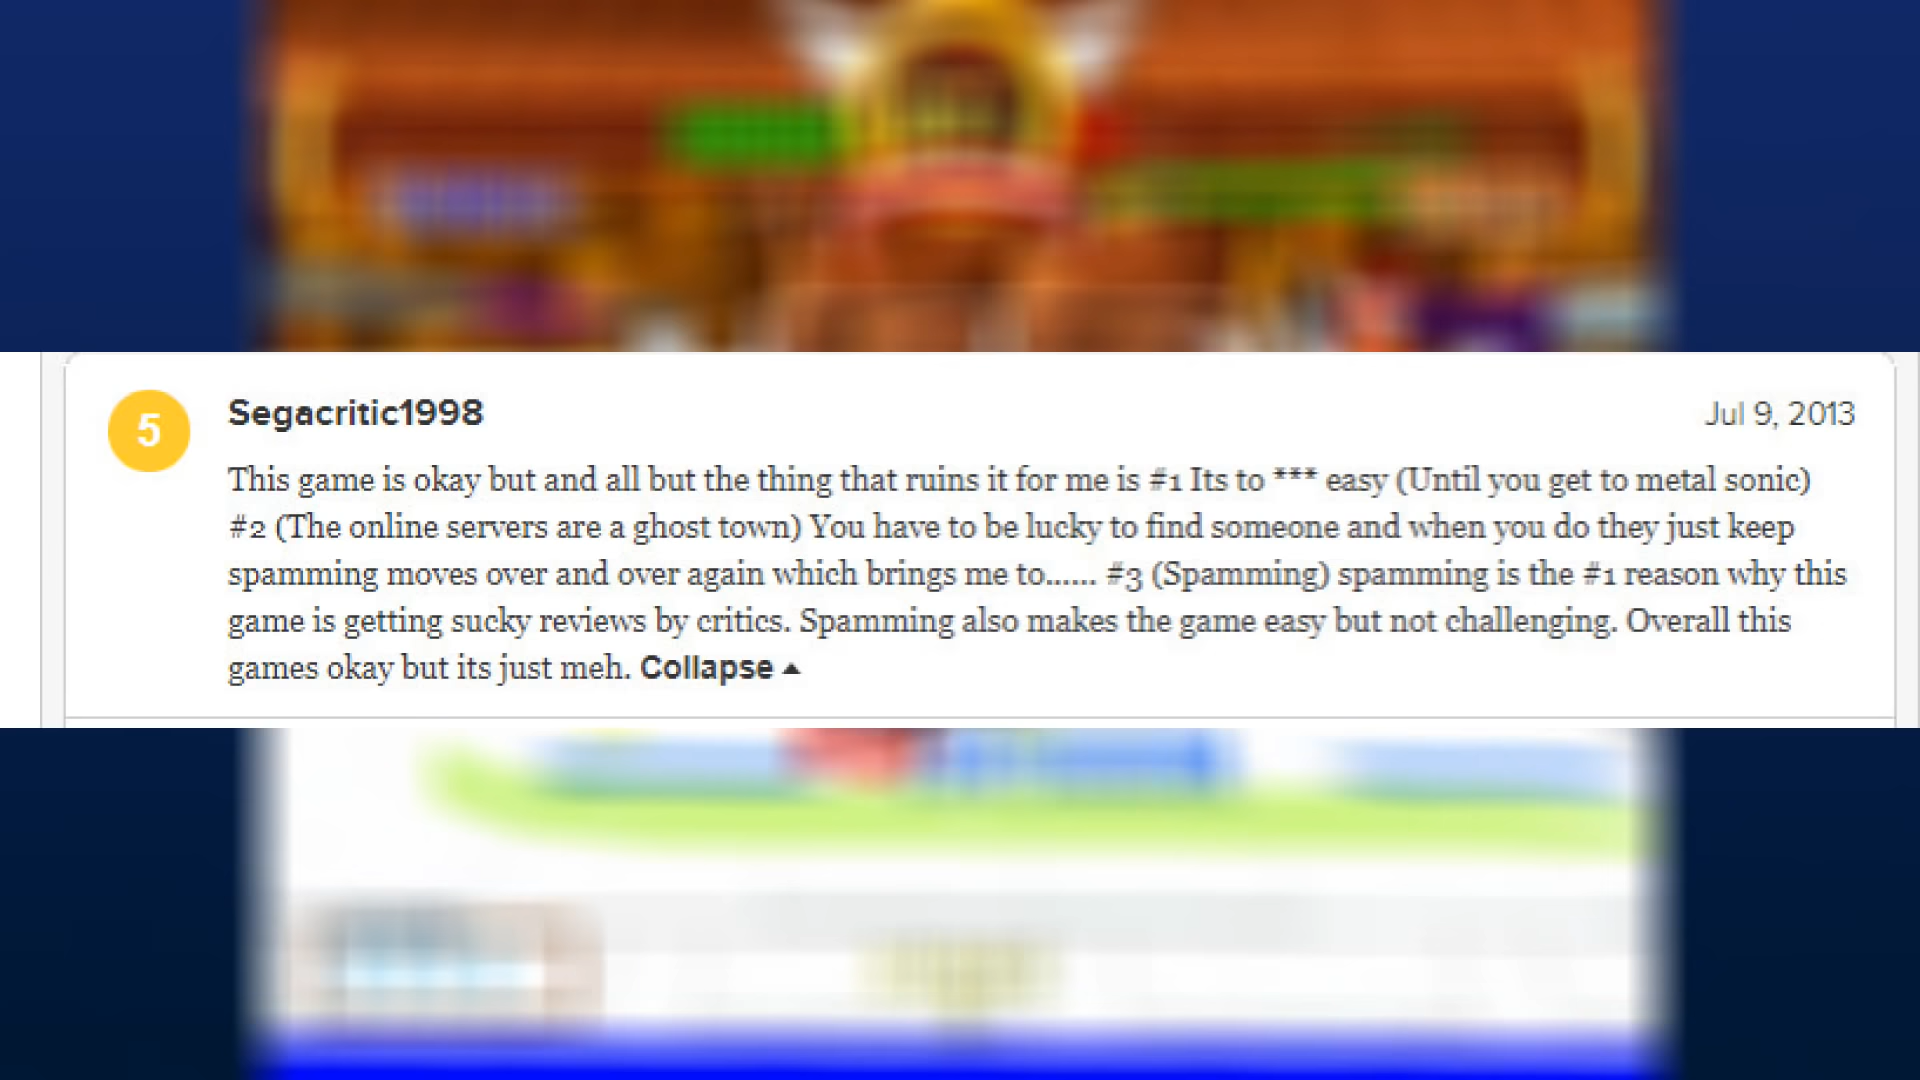 5
Segacritic1998
Jul 9, 2013
This game is okay but and all but the thing that ruins it for me is #1 Its to *** easy (Until you get to metal sonic)
#2 (The online servers are a ghost town) You have to be lucky to find someone and when you do they just keep
spamming moves over and over again which brings me to...... #3 (Spamming) spamming is the #1 reason why this
game is getting sucky reviews by critics. Spamming also makes the game easy but not challenging. Overall this
games okay but its just meh. Collapse